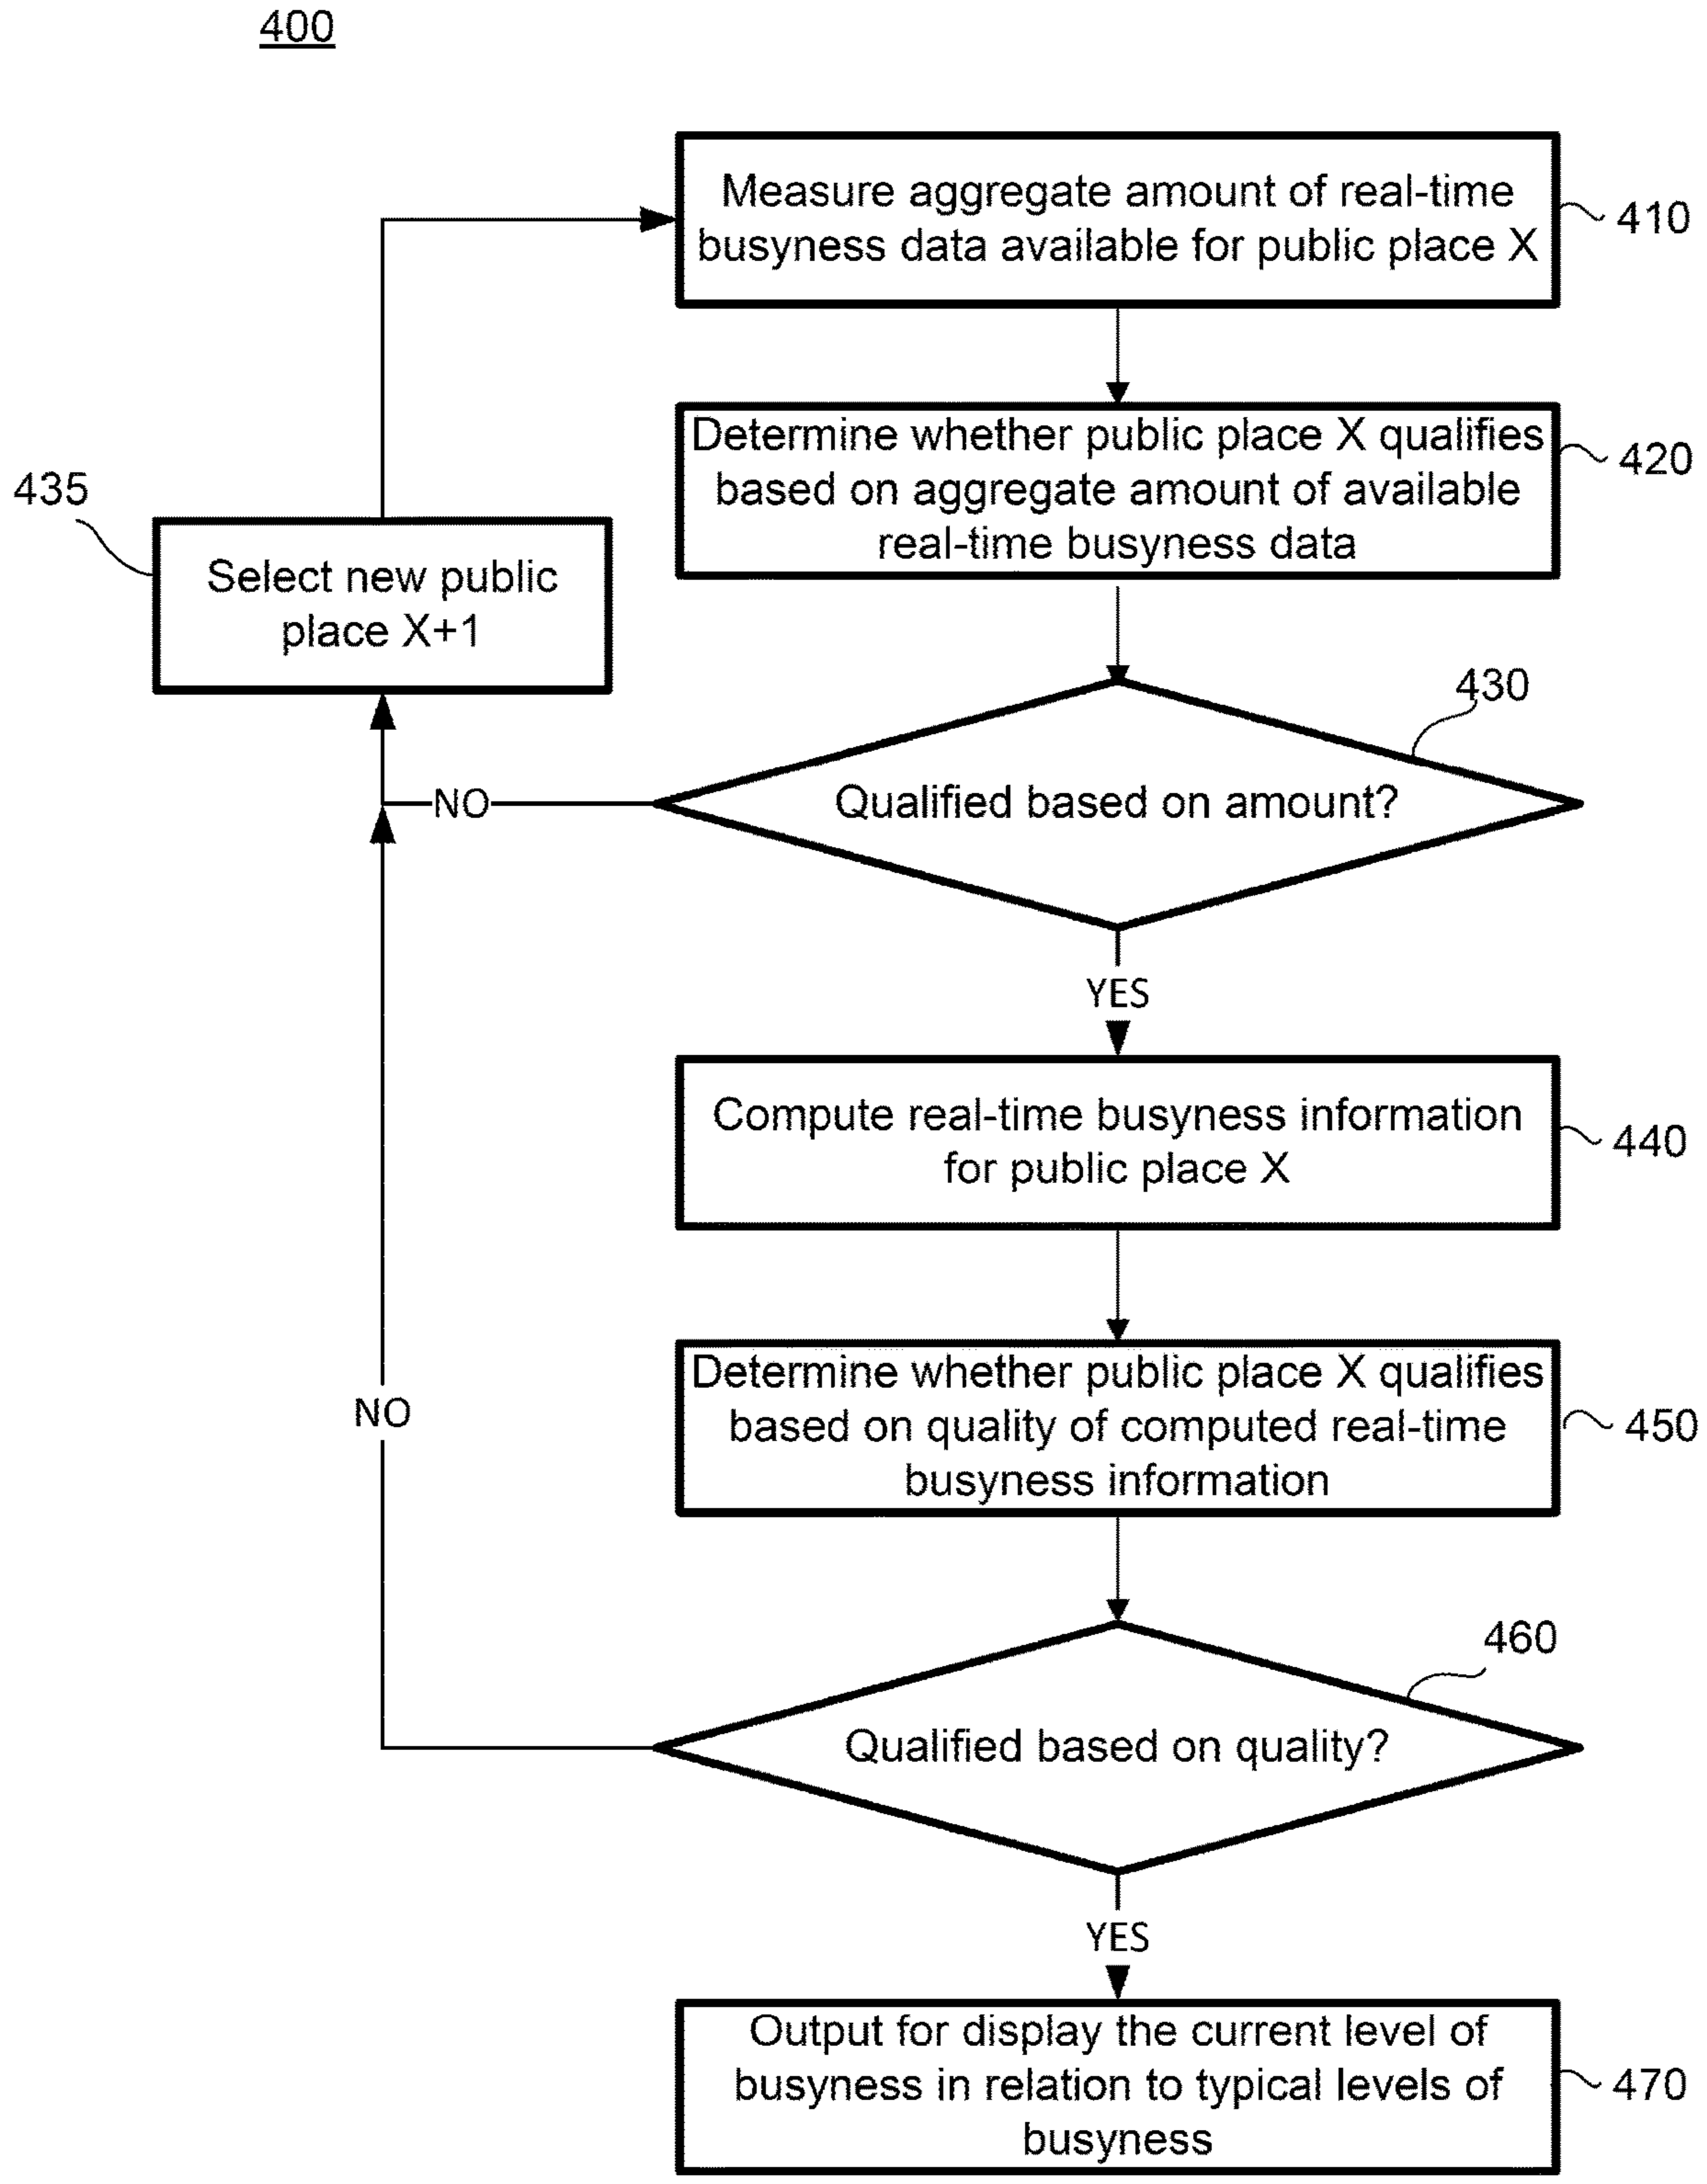 400
Measure aggregate amount of real-time
busyness data available for public place X
410
Determine whether public place X qualifies
based on aggregate amount of available
real-time busyness data
420
435
Select new public
place X+1
430
Qualified based on amount?
NO
YES
Compute real-time busyness information
for public place X
440
Determine whether public place X qualifies
based on quality of computed real-time
busyness information
450
NO
460
Qualified based on quality?
YES
Output for display the current level of
busyness in relation to typical levels of
busyness
470